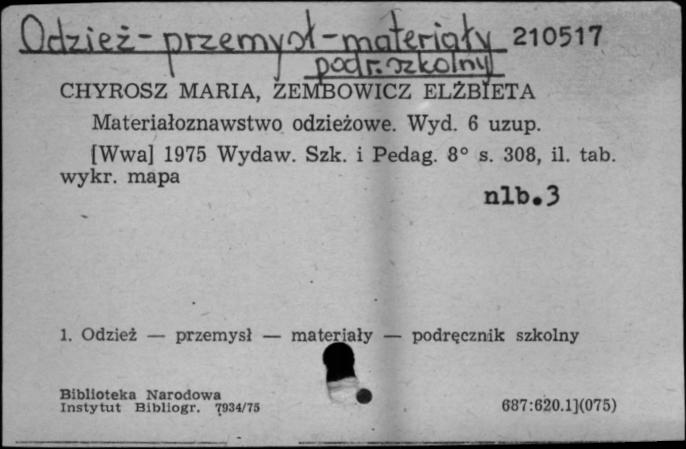 Odzież - przemysł - materiały 210517
podr. szkolny
CHYROSZ MARIA, ZEMBOWICZ ELŻBIETA
Materiałoznawstwo odzieżowe. Wyd. 6 uzup.
[Wwa] 1975 Wydaw. Szk. i Pedag. 8° s. 308, il. tab.
wykr. mapa
nlb.3
1. Odzież — przemysł — materiały — podręcznik szkolny
Biblioteka Narodowa
Instytut Bibliogr. 7934/75 687:620.1](075)